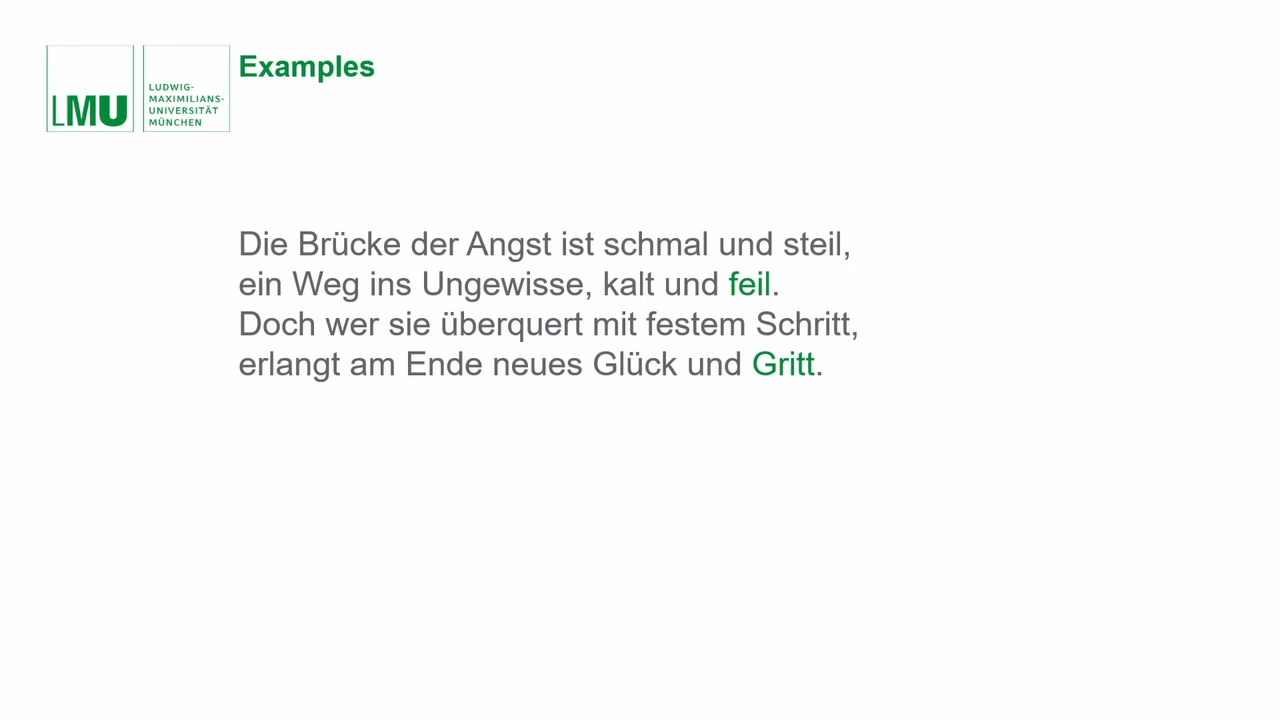 LMU
LUDWIG-
MAXIMILIANS-
UNIVERSITÄT
MÜNCHEN
Examples
Die Brücke der Angst ist schmal und steil,
ein Weg ins Ungewisse, kalt und feil.
Doch wer sie überquert mit festem Schritt,
erlangt am Ende neues Glück und Gritt.